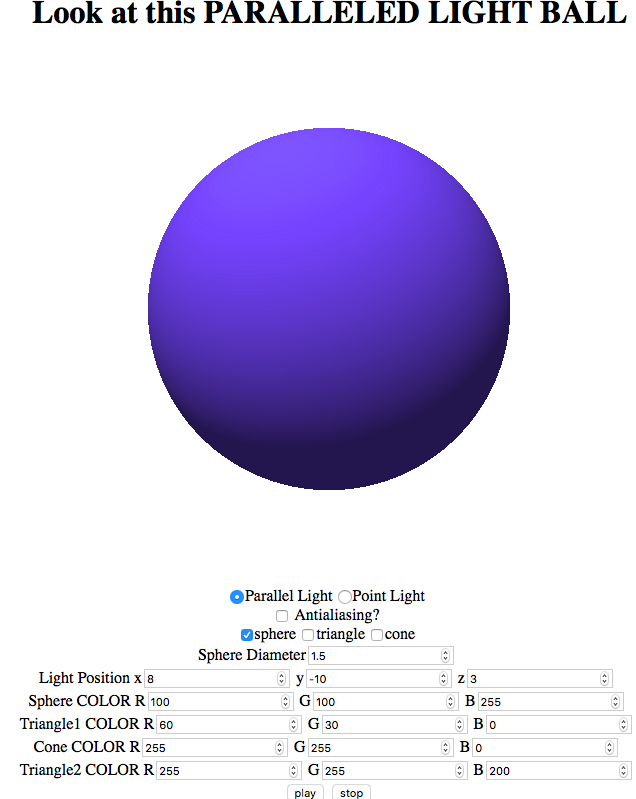 Look at this PARALLELED LIGHT BALL
Parallel Light Point Light
Antialiasing?
sphere triangle cone
Sphere Diameter 1.5
Light Position x 8 y -10 z 3
Sphere COLOR R 100 G 100 B 255
Triangle1 COLOR R 60 G 30 B 0
Cone COLOR R 255 G 255 B 0
Triangle2 COLOR R 255 G 255 B 200
play stop